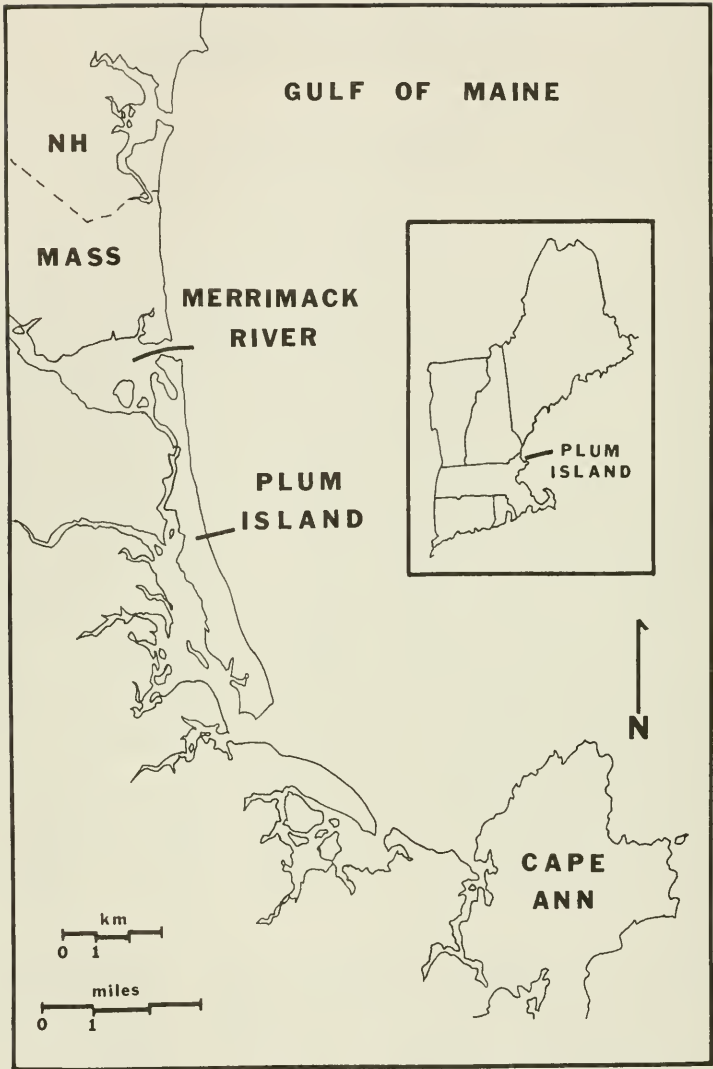 GULF OF MAINE
NH
MASS
MERRIMACK
RIVER
PLUM
ISLAND
PLUM
ISLAND
N
CAPE
ANN
km
0 1
miles
0 1